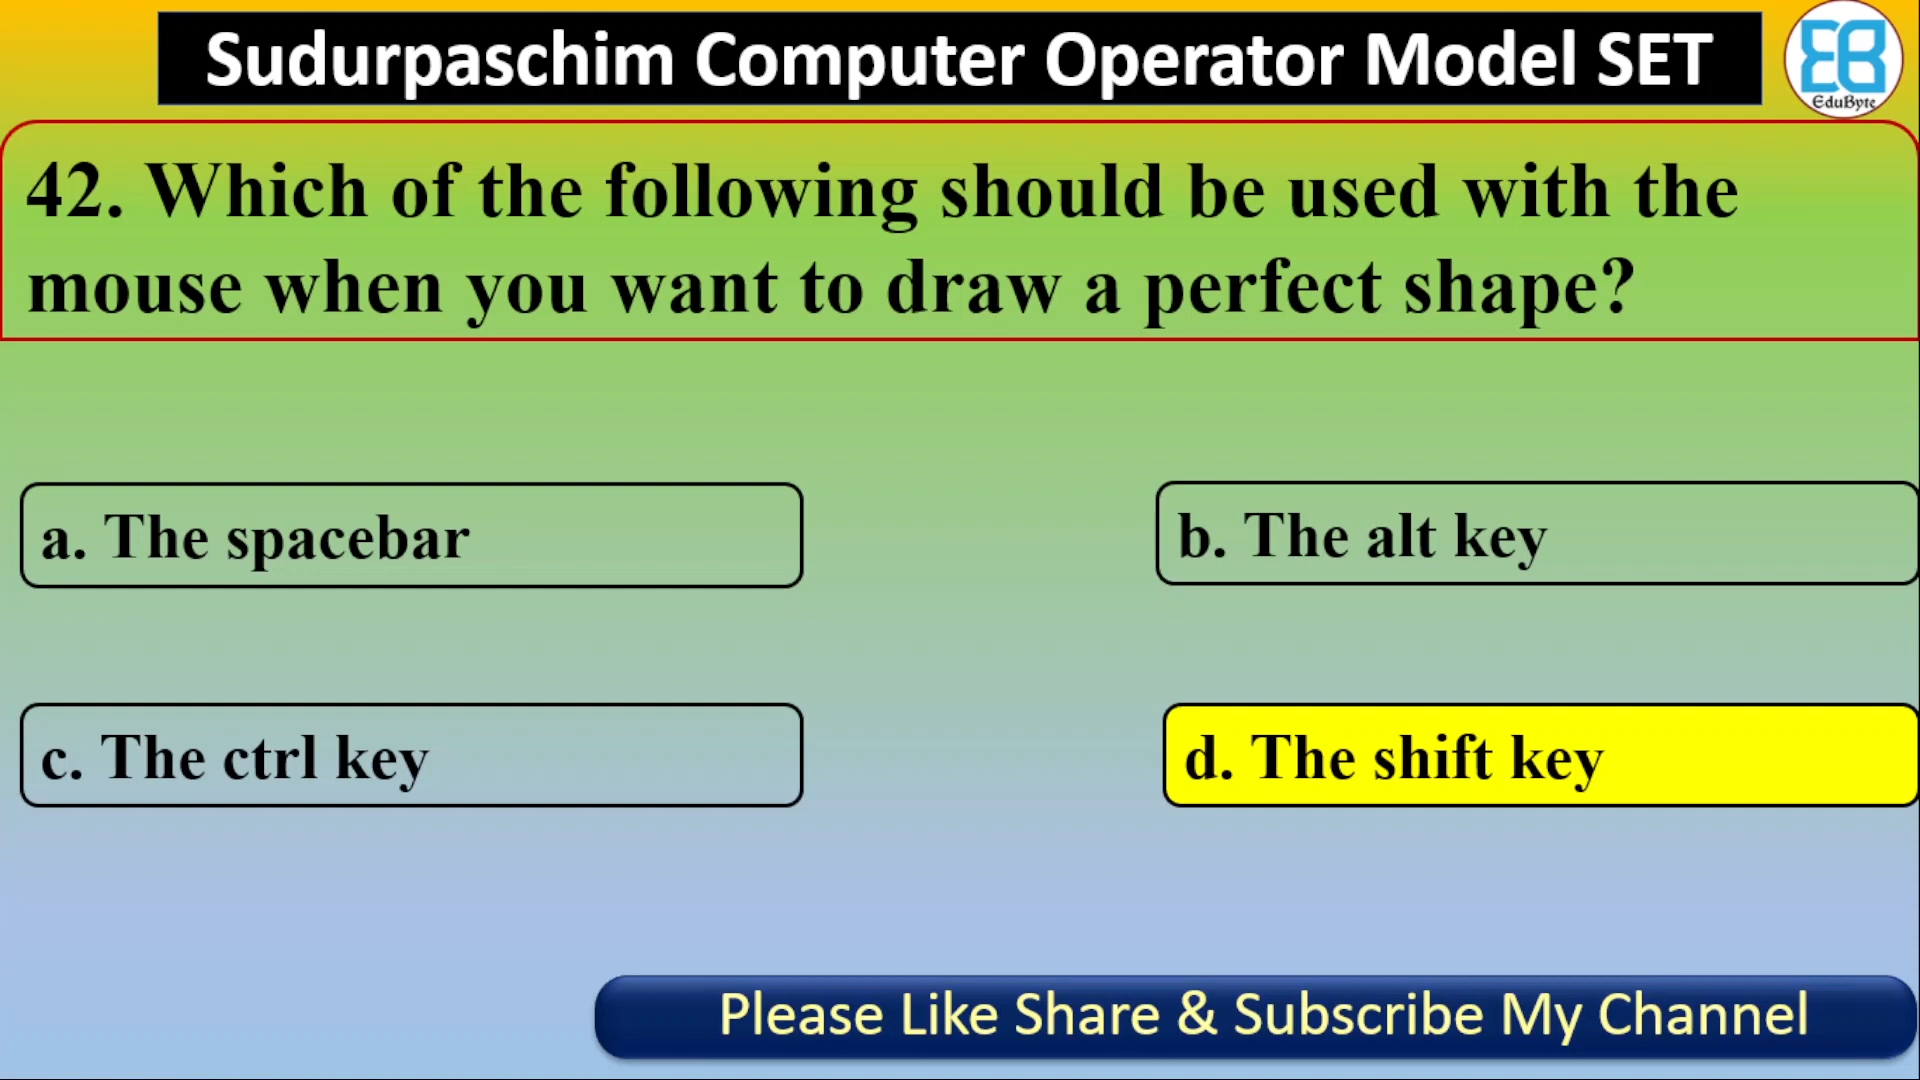 Sudurpaschim Computer Operator Model SET
EB
EduByte
42. Which of the following should be used with the
mouse when you want to draw a perfect shape?
a. The spacebar
b. The alt key
c. The ctrl key
d. The shift key
Please Like Share & Subscribe My Channel